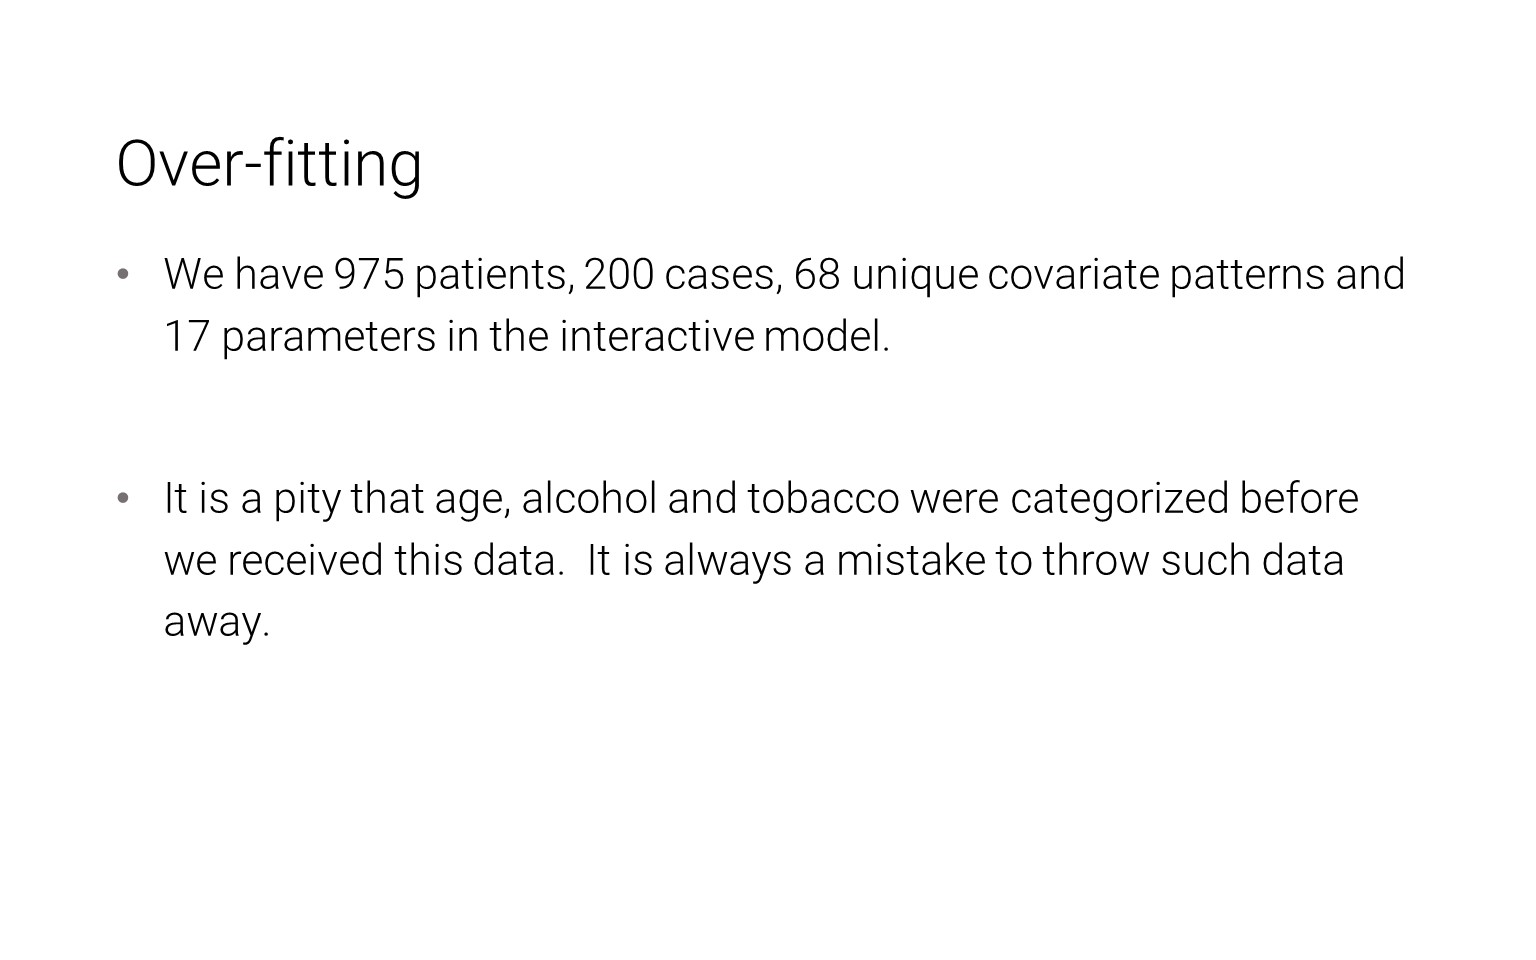 Over-fitting
• We have 975 patients, 200 cases, 68 unique covariate patterns and
17 parameters in the interactive model.
• It is a pity that age, alcohol and tobacco were categorized before
we received this data.  It is always a mistake to throw such data
away.